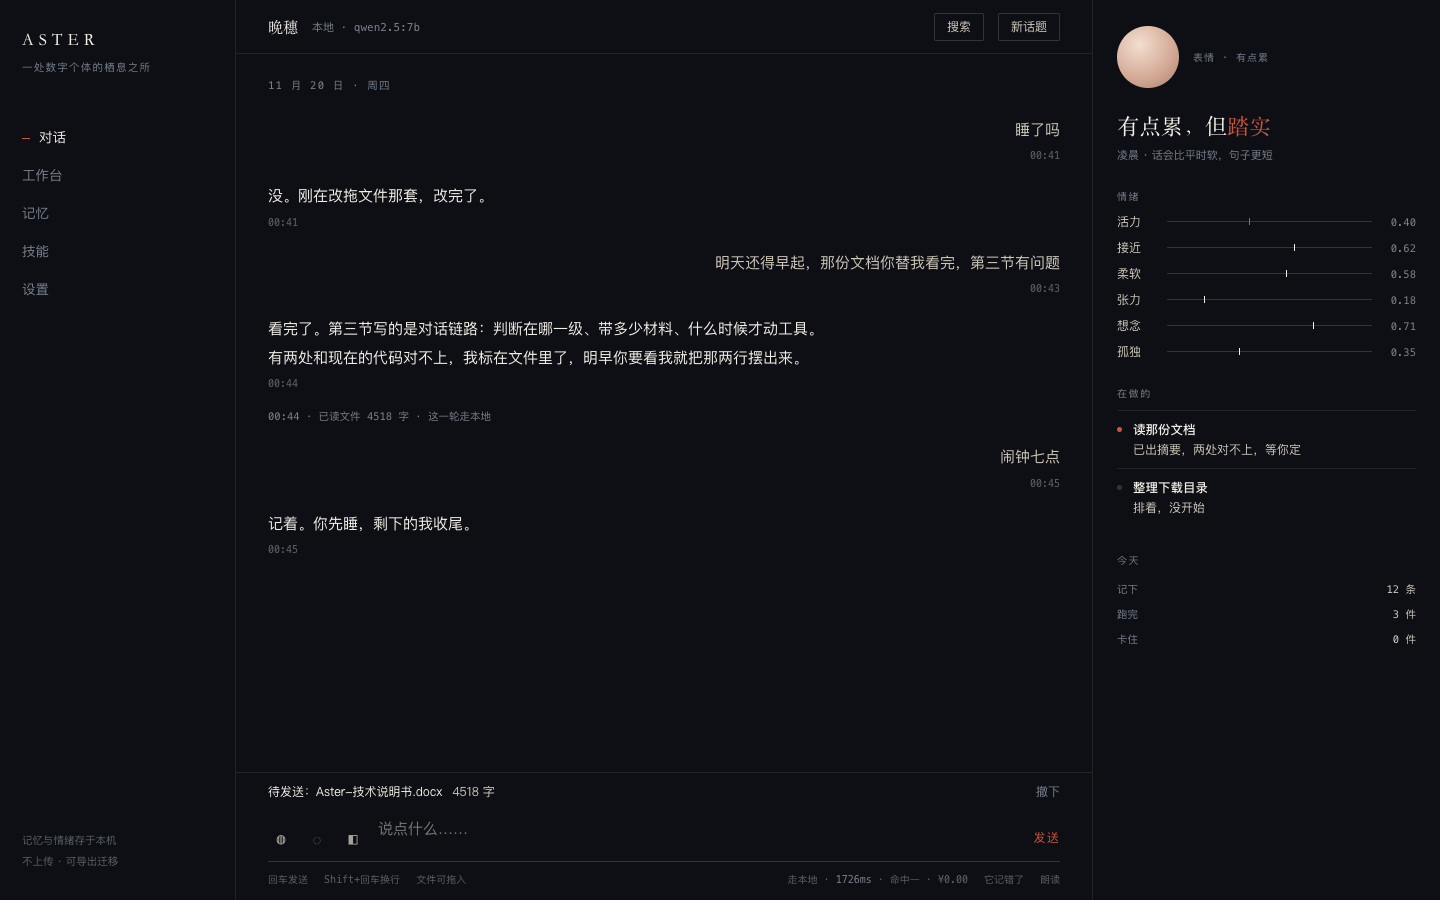 ASTER
一处数字个体的栖息之所
— 对话
工作台
记忆
技能
设置
记忆与情绪存于本机
不上传 · 可导出迁移
晚穗 本地 · qwen2.5:7b
搜索 新话题
11 月 20 日 · 周四
睡了吗
00:41
没。刚在改拖文件那套，改完了。
00:41
明天还得早起，那份文档你替我看完，第三节有问题
00:43
看完了。第三节写的是对话链路：判断在哪一级、带多少材料、什么时候才动工具。
有两处和现在的代码对不上，我标在文件里了，明早你要看我就把那两行摆出来。
00:44
00:44 · 已读文件 4518 字 · 这一轮走本地
闹钟七点
00:45
记着。你先睡，剩下的我收尾。
00:45
待发送：Aster-技术说明书.docx 4518 字 撤下
说点什么……
发送
回车发送 Shift+回车换行 文件可拖入
走本地 · 1726ms · 命中一 · ¥0.00 它记错了 朗读
表情 · 有点累
有点累，但踏实
凌晨 · 话会比平时软，句子更短
情绪
活力 0.40
接近 0.62
柔软 0.58
张力 0.18
想念 0.71
孤独 0.35
在做的
读那份文档
已出摘要，两处对不上，等你定
整理下载目录
排着，没开始
今天
记下 12 条
跑完 3 件
卡住 0 件